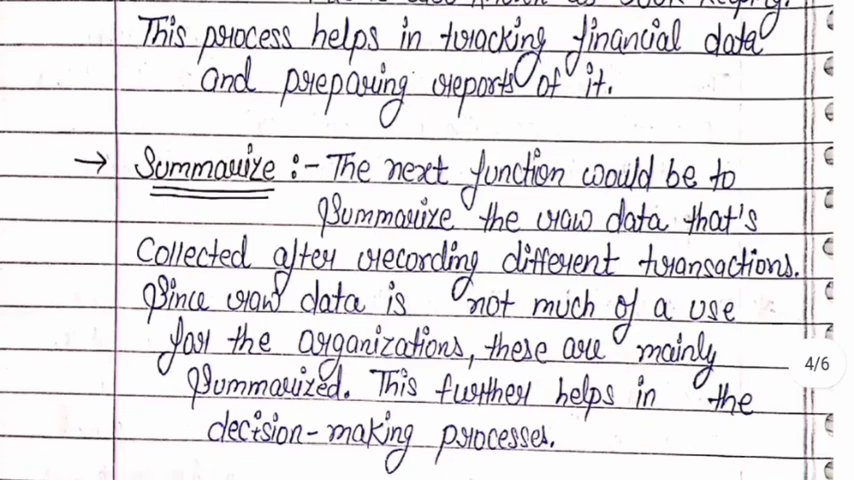 This process helps in tracking financial data
and preparing reports of it.
→ Summarize :- The next function would be to
Summarize the raw data that's
Collected after recording different transactions.
Since raw data is not much of a use
for the organizations, these are mainly
4/6
Summarized. This further helps in the
decision-making processes.